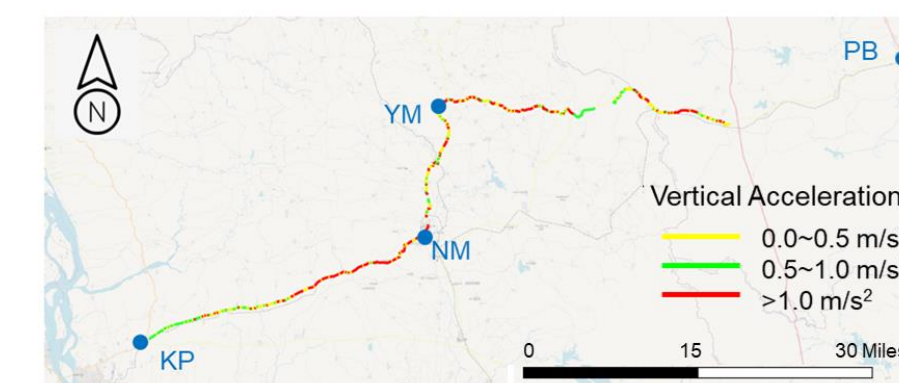 PB
N
YM
Vertical Acceleration
0.0~0.5 m/s
NM
0.5~1.0 m/s
>1.0 m/s²
0 15 30 Miles
KP